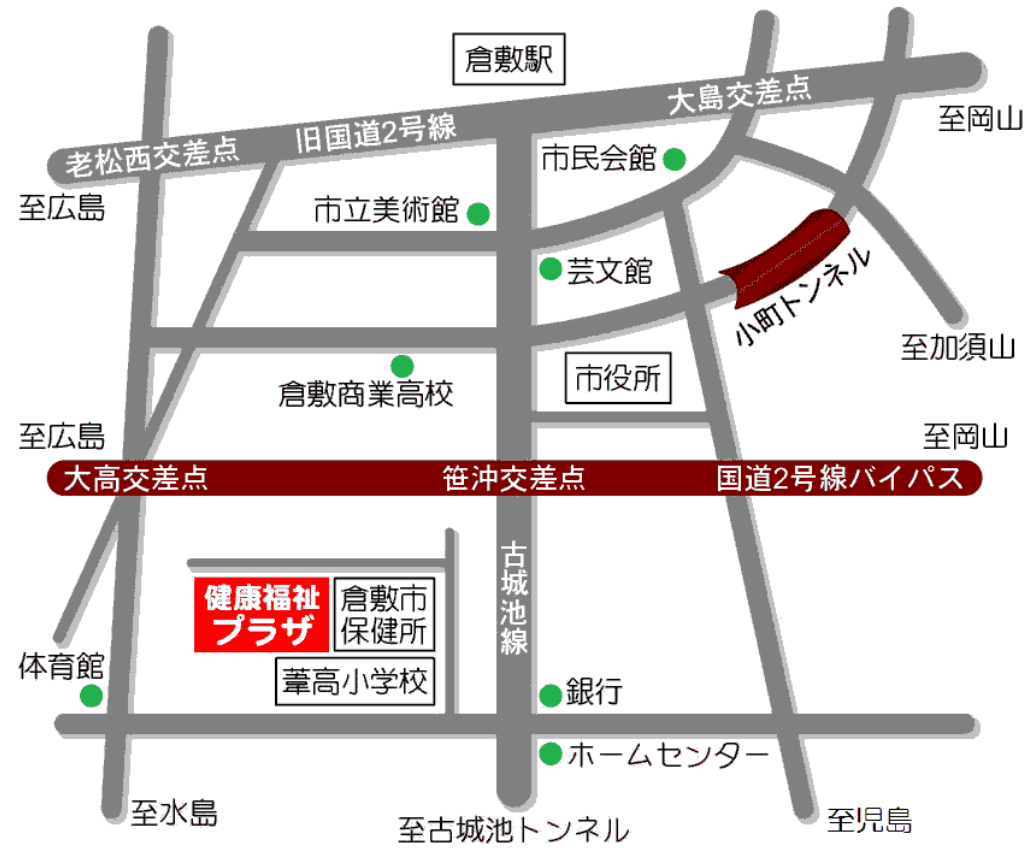 倉敷駅
大島交差点
至岡山
旧国道2号線
老松西交差点
市民会館
至広島
市立美術館
芸文館
小町トンネル
至加須山
市役所
倉敷商業高校
至広島
至岡山
大高交差点
笹沖交差点
国道2号線バイパス
古城池線
健康福祉
プラザ
倉敷市
保健所
体育館
葦高小学校
銀行
ホームセンター
至水島
至古城池トンネル
至児島